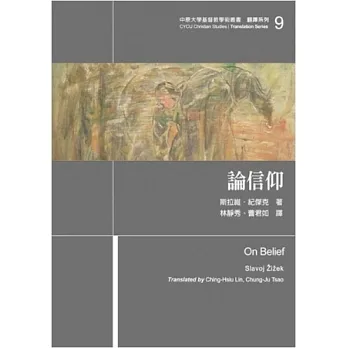 中原大學基督教學術叢書 翻譯系列 9
CYCU Christian Studies | Translation Series
論信仰
斯拉維・紀傑克 著
林靜秀・曹君如 譯
On Belief
Slavoj Žižek
Translated by Ching-Hsiu Lin, Chung-Ju Tsao